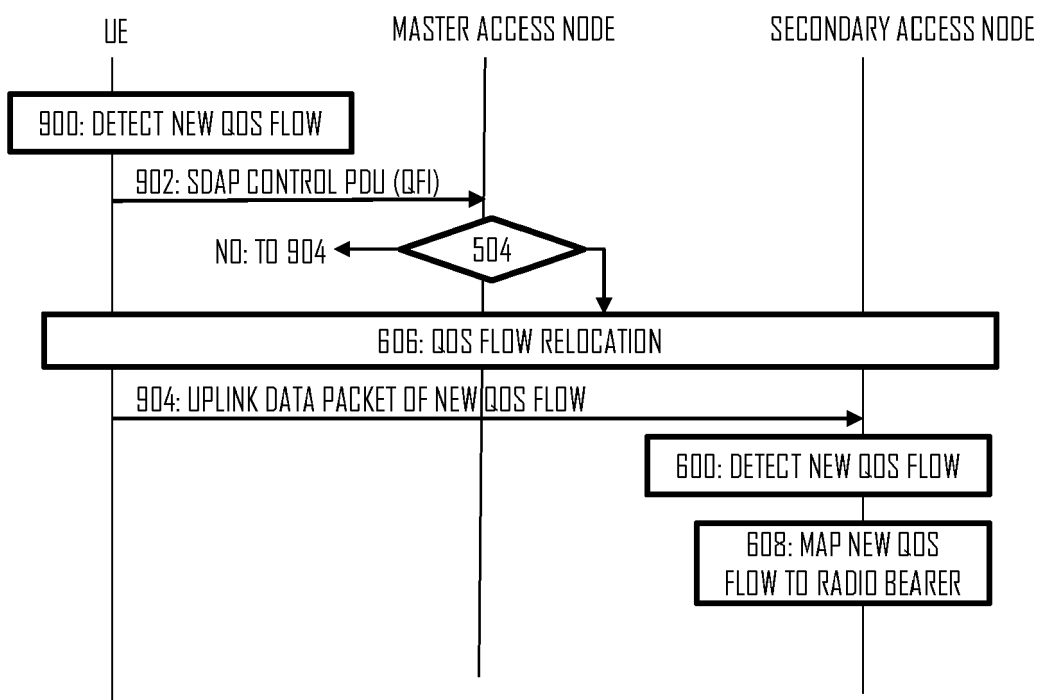 UE
MASTER ACCESS NODE
SECONDARY ACCESS NODE
900: DETECT NEW QOS FLOW
902: SDAP CONTROL PDU (QFI)
NO: TO 904
504
606: QOS FLOW RELOCATION
904: UPLINK DATA PACKET OF NEW QOS FLOW
600: DETECT NEW QOS FLOW
608: MAP NEW QOS
FLOW TO RADIO BEARER